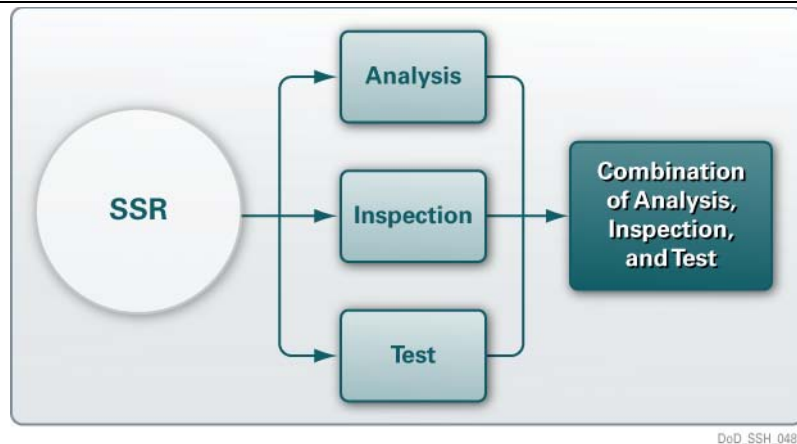 SSR
Analysis
Inspection
Test
Combination
of Analysis,
Inspection,
and Test
DoD_SSH_048